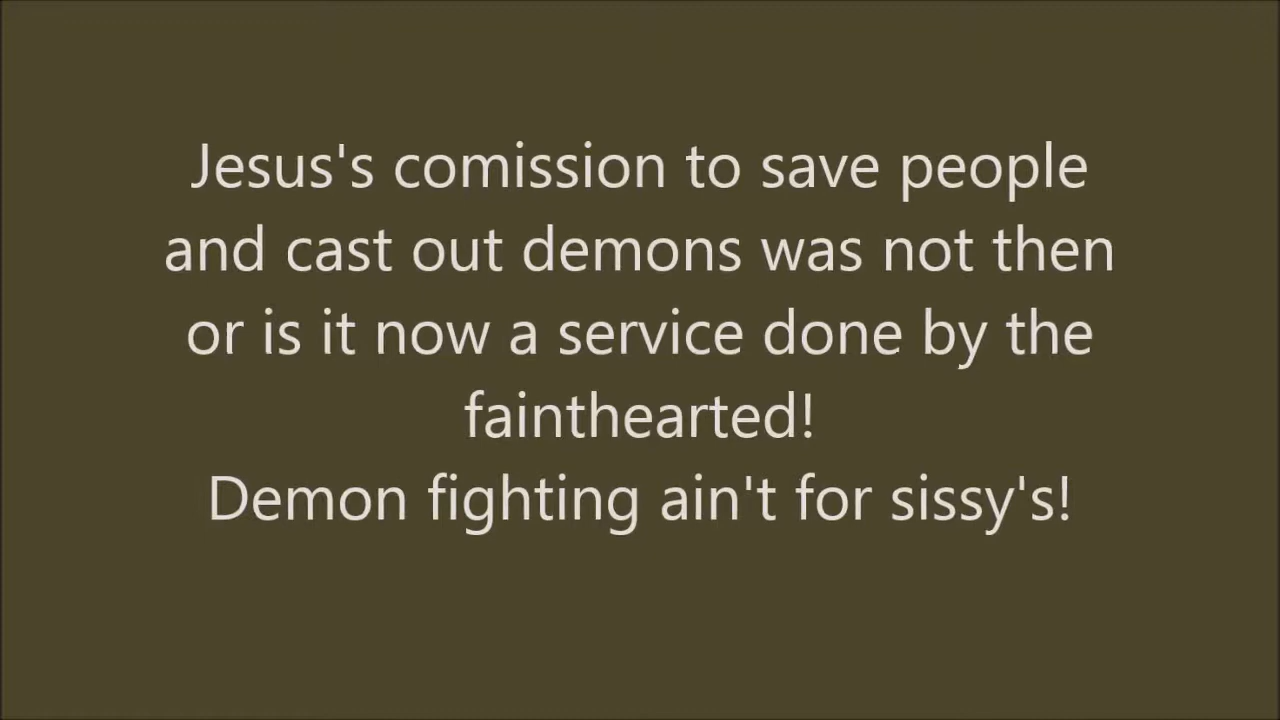 Jesus's comission to save people
and cast out demons was not then
or is it now a service done by the
fainthearted!
Demon fighting ain't for sissy's!